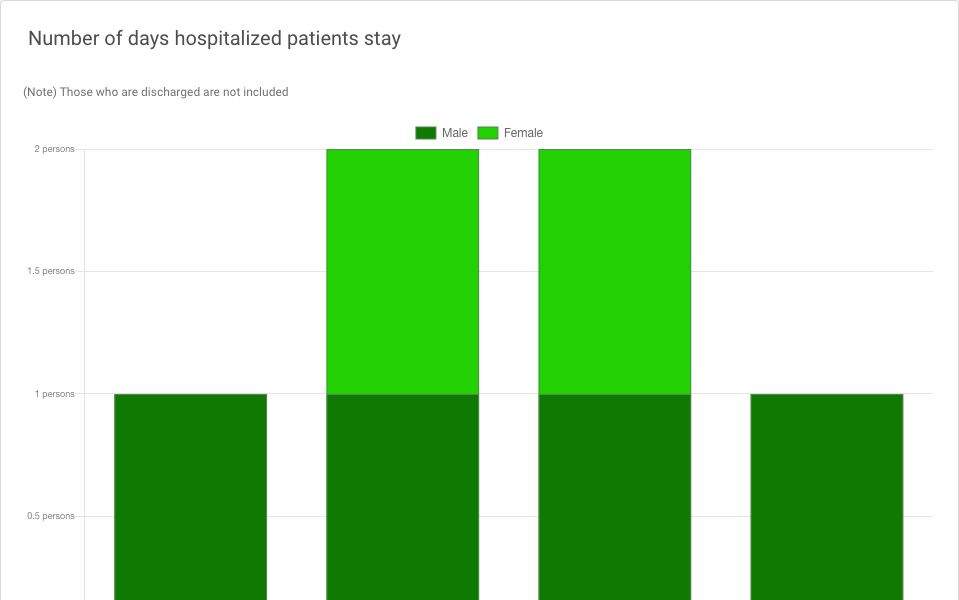 Number of days hospitalized patients stay
(Note) Those who are discharged are not included
Male Female
2 persons
1.5 persons
1 persons
0.5 persons